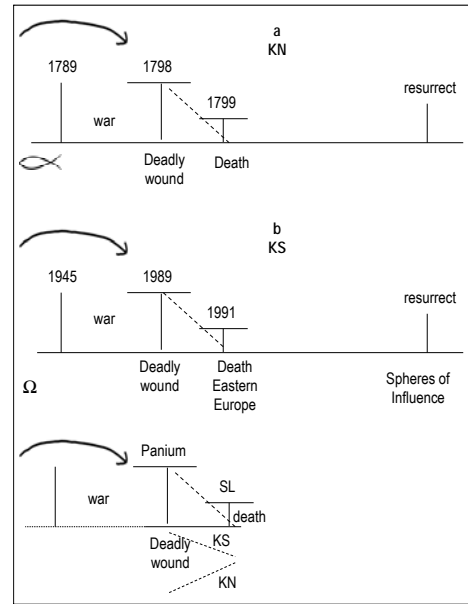 a
KN
1789 1798
1799
resurrect
war
Deadly
wound
Death
b
KS
1945 1989
1991
resurrect
war
Deadly
wound
Death
Eastern
Europe
Spheres of
Influence
Ω
Panium
SL
war
death
Deadly
wound
KS
KN